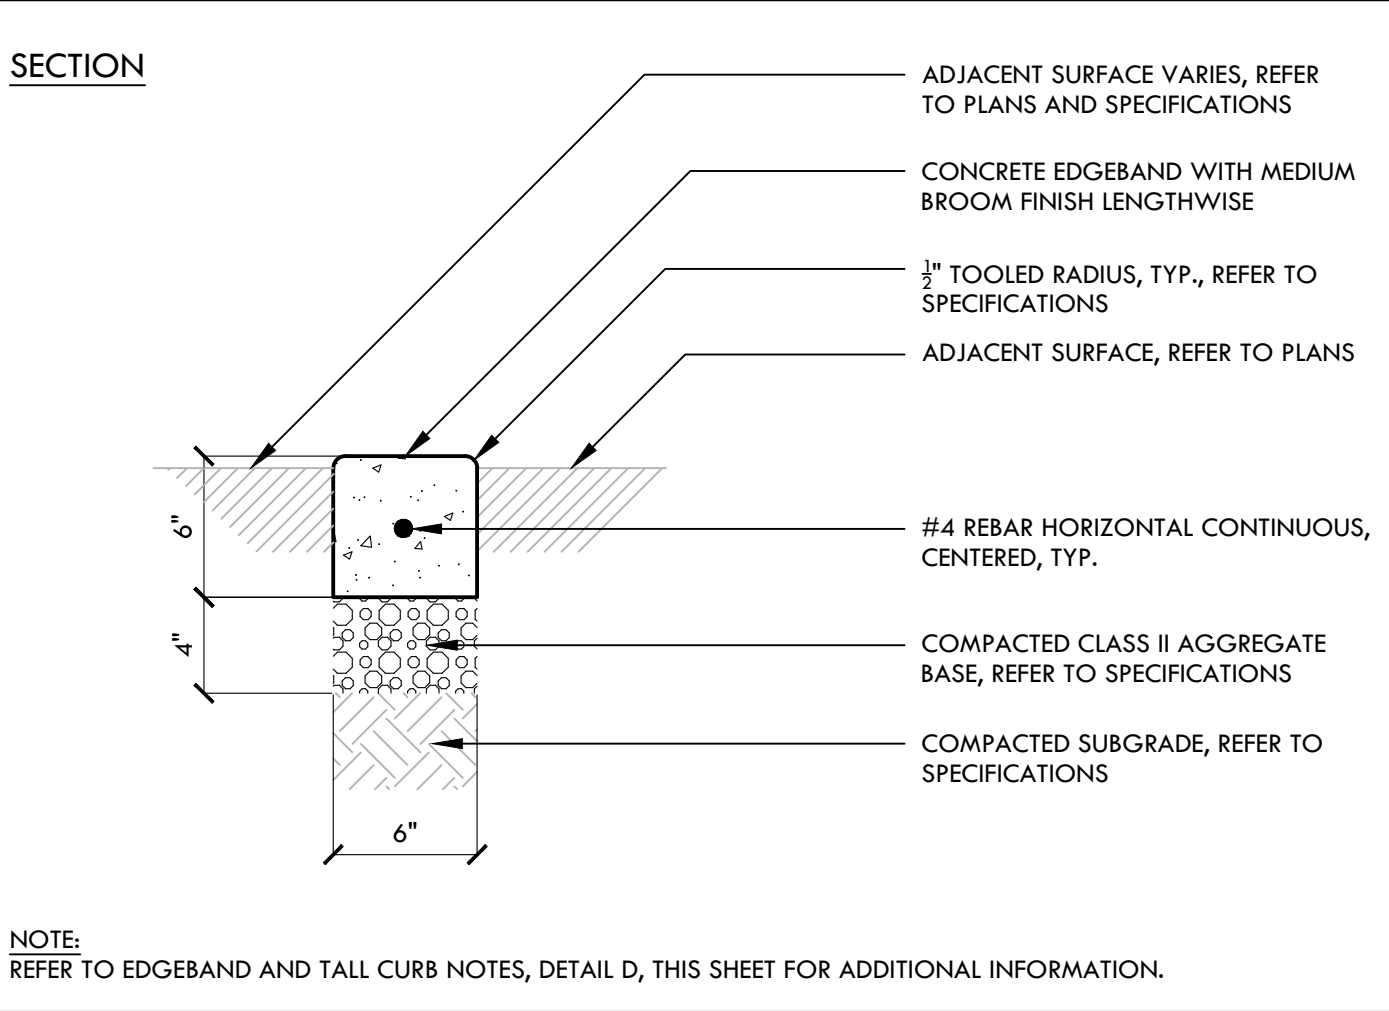 SECTION
ADJACENT SURFACE VARIES, REFER
TO PLANS AND SPECIFICATIONS
CONCRETE EDGEBAND WITH MEDIUM
BROOM FINISH LENGTHWISE
½" TOOLED RADIUS, TYP., REFER TO
SPECIFICATIONS
ADJACENT SURFACE, REFER TO PLANS
6"
#4 REBAR HORIZONTAL CONTINUOUS,
CENTERED, TYP.
4"
COMPACTED CLASS II AGGREGATE
BASE, REFER TO SPECIFICATIONS
COMPACTED SUBGRADE, REFER TO
SPECIFICATIONS
6"
NOTE:
REFER TO EDGEBAND AND TALL CURB NOTES, DETAIL D, THIS SHEET FOR ADDITIONAL INFORMATION.